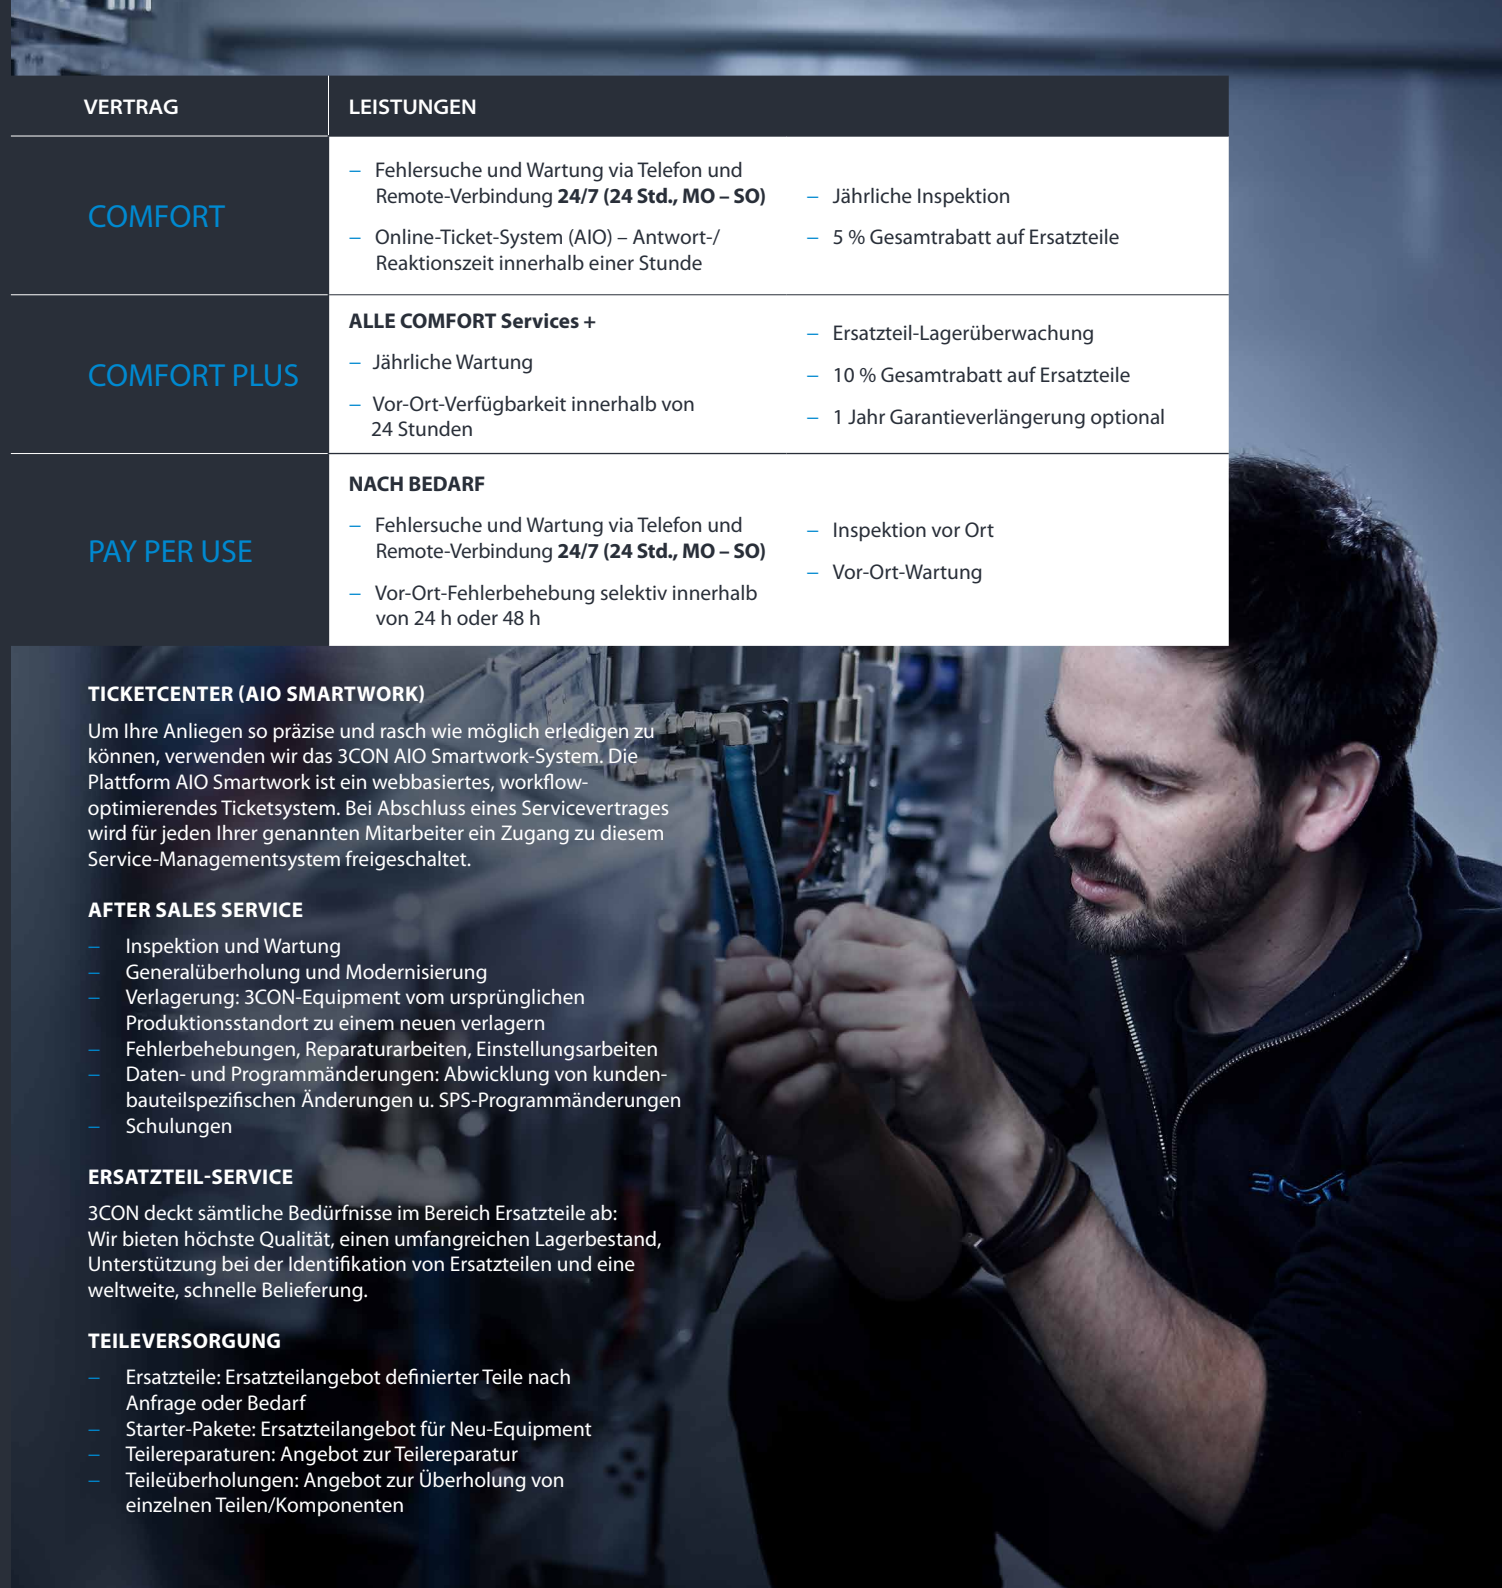 VERTRAG
LEISTUNGEN
COMFORT
– Fehlersuche und Wartung via Telefon und
Remote-Verbindung 24/7 (24 Std., MO – SO)
– Online-Ticket-System (AIO) – Antwort-/
Reaktionszeit innerhalb einer Stunde
– Jährliche Inspektion
– 5 % Gesamtrabatt auf Ersatzteile
COMFORT PLUS
ALLE COMFORT Services +
– Jährliche Wartung
– Vor-Ort-Verfügbarkeit innerhalb von
24 Stunden
– Ersatzteil-Lagerüberwachung
– 10 % Gesamtrabatt auf Ersatzteile
– 1 Jahr Garantieverlängerung optional
PAY PER USE
NACH BEDARF
– Fehlersuche und Wartung via Telefon und
Remote-Verbindung 24/7 (24 Std., MO – SO)
– Vor-Ort-Fehlerbehebung selektiv innerhalb
von 24 h oder 48 h
– Inspektion vor Ort
– Vor-Ort-Wartung
TICKETCENTER (AIO SMARTWORK)
Um Ihre Anliegen so präzise und rasch wie möglich erledigen zu
können, verwenden wir das 3CON AIO Smartwork-System. Die
Plattform AIO Smartwork ist ein webbasiertes, workflow-
optimierendes Ticketsystem. Bei Abschluss eines Servicevertrages
wird für jeden Ihrer genannten Mitarbeiter ein Zugang zu diesem
Service-Managementsystem freigeschaltet.
AFTER SALES SERVICE
– Inspektion und Wartung
– Generalüberholung und Modernisierung
– Verlagerung: 3CON-Equipment vom ursprünglichen
Produktionsstandort zu einem neuen verlagern
– Fehlerbehebungen, Reparaturarbeiten, Einstellungsarbeiten
– Daten- und Programmänderungen: Abwicklung von kunden-
bauteilspezifischen Änderungen u. SPS-Programmänderungen
– Schulungen
ERSATZTEIL-SERVICE
3CON deckt sämtliche Bedürfnisse im Bereich Ersatzteile ab:
Wir bieten höchste Qualität, einen umfangreichen Lagerbestand,
Unterstützung bei der Identifikation von Ersatzteilen und eine
weltweite, schnelle Belieferung.
TEILEVERSORGUNG
– Ersatzteile: Ersatzteilangebot definierter Teile nach
Anfrage oder Bedarf
– Starter-Pakete: Ersatzteilangebot für Neu-Equipment
– Teilereparaturen: Angebot zur Teilereparatur
– Teileüberholungen: Angebot zur Überholung von
einzelnen Teilen/Komponenten
3CON